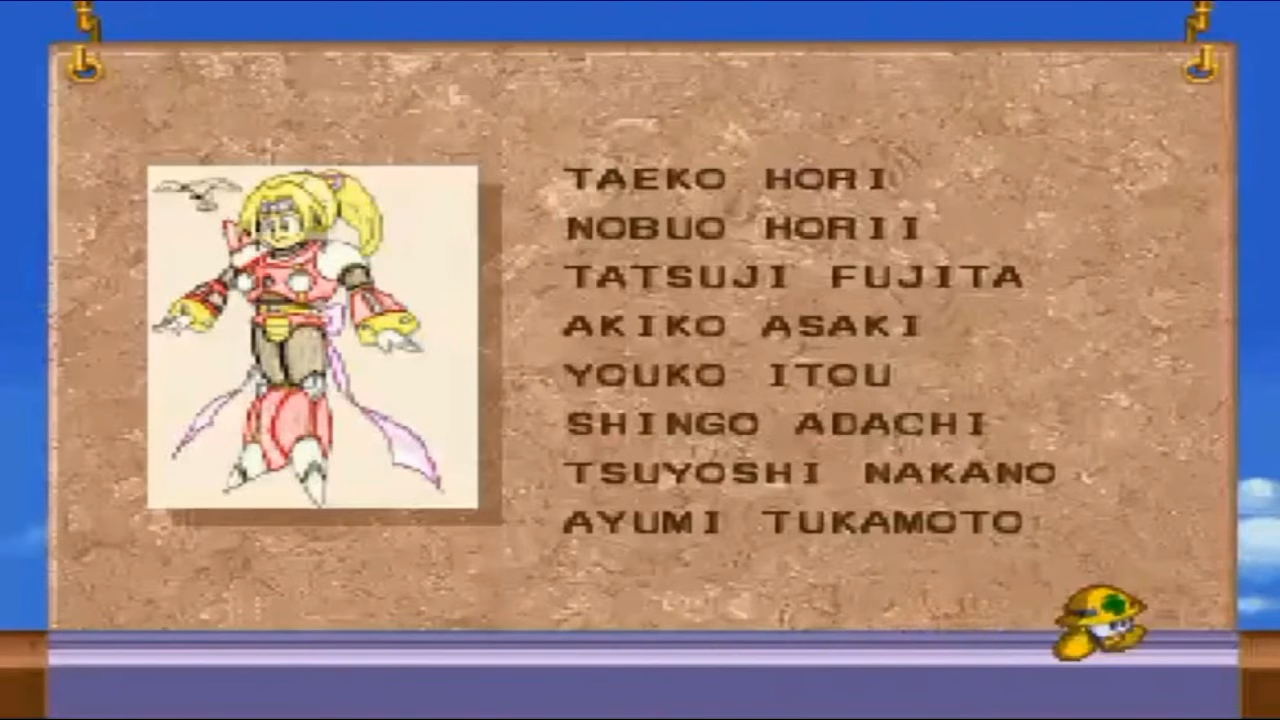 TAEKO HORI
NOBUO HORII
TATSUJI FUJITA
AKIKO ASAKI
YOUKO ITOU
SHINGO ADACHI
TSUYOSHI NAKANO
AYUMI TUKAMOTO